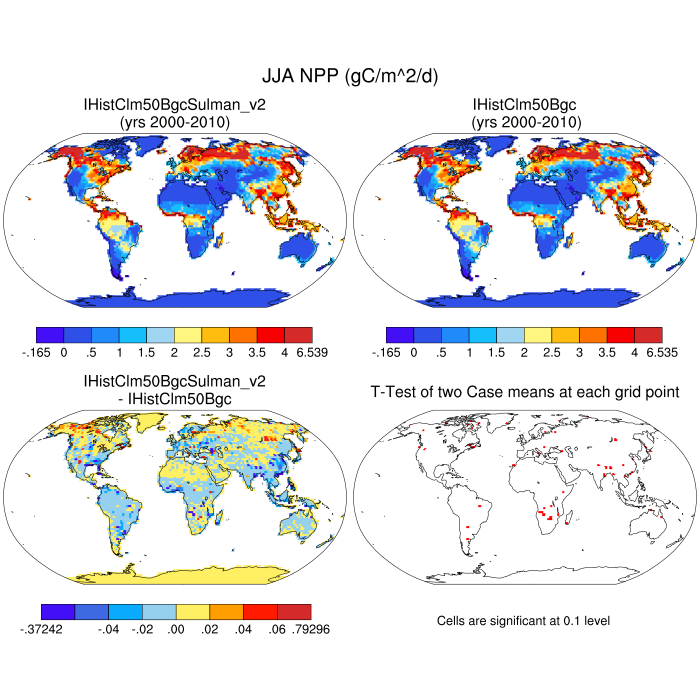 JJA NPP (gC/m^2/d)
IHistClm50BgcSulman_v2
(yrs 2000-2010)
IHistClm50Bgc
(yrs 2000-2010)
-.165 0 .5 1 1.5 2 2.5 3 3.5 4 6.539
-.165 0 .5 1 1.5 2 2.5 3 3.5 4 6.539
IHistClm50BgcSulman_v2
- IHistClm50Bgc
T-Test of two Case means at each grid point
-.37242 -.04 -.02 .00 .02 .04 .06 .79296
Cells are significant at 0.1 level